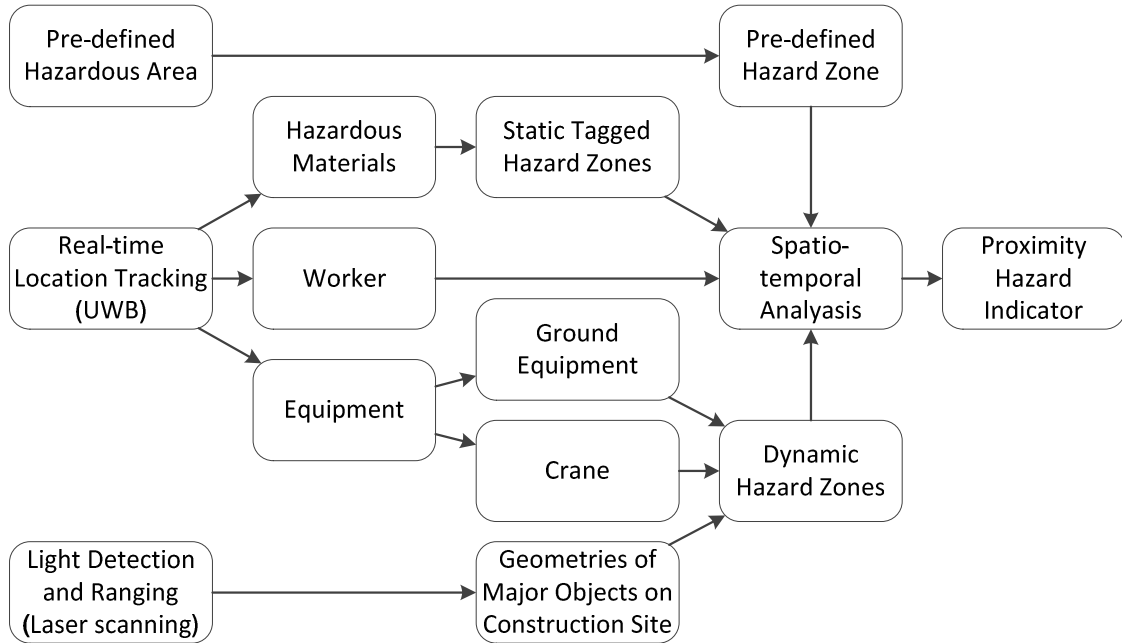 Pre-defined
Hazardous Area
Pre-defined
Hazard Zone
Hazardous
Materials
Static Tagged
Hazard Zones
Real-time
Location Tracking
(UWB)
Worker
Spatio-
temporal
Analyasis
Proximity
Hazard
Indicator
Ground
Equipment
Equipment
Crane
Dynamic
Hazard Zones
Light Detection
and Ranging
(Laser scanning)
Geometries of
Major Objects on
Construction Site